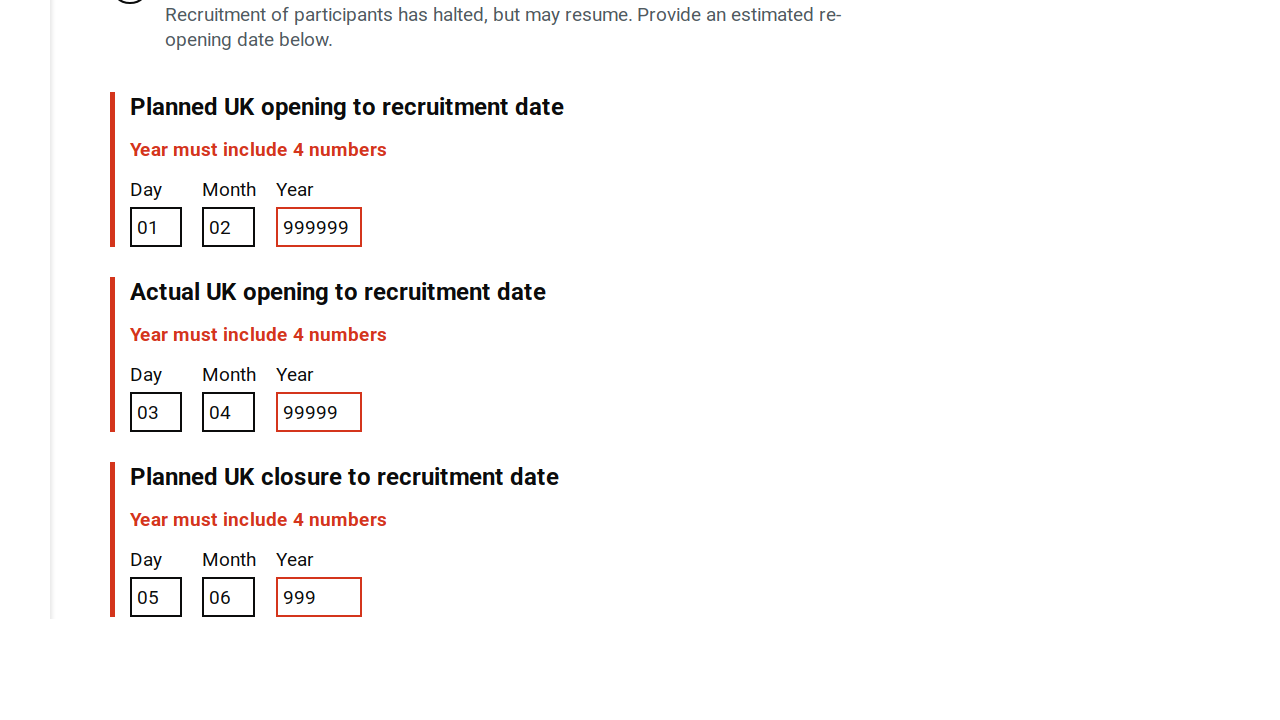 Recruitment of participants has halted, but may resume. Provide an estimated re-
opening date below.
Planned UK opening to recruitment date
Year must include 4 numbers
Day Month Year
01 02 999999
Actual UK opening to recruitment date
Year must include 4 numbers
Day Month Year
03 04 99999
Planned UK closure to recruitment date
Year must include 4 numbers
Day Month Year
05 06 999